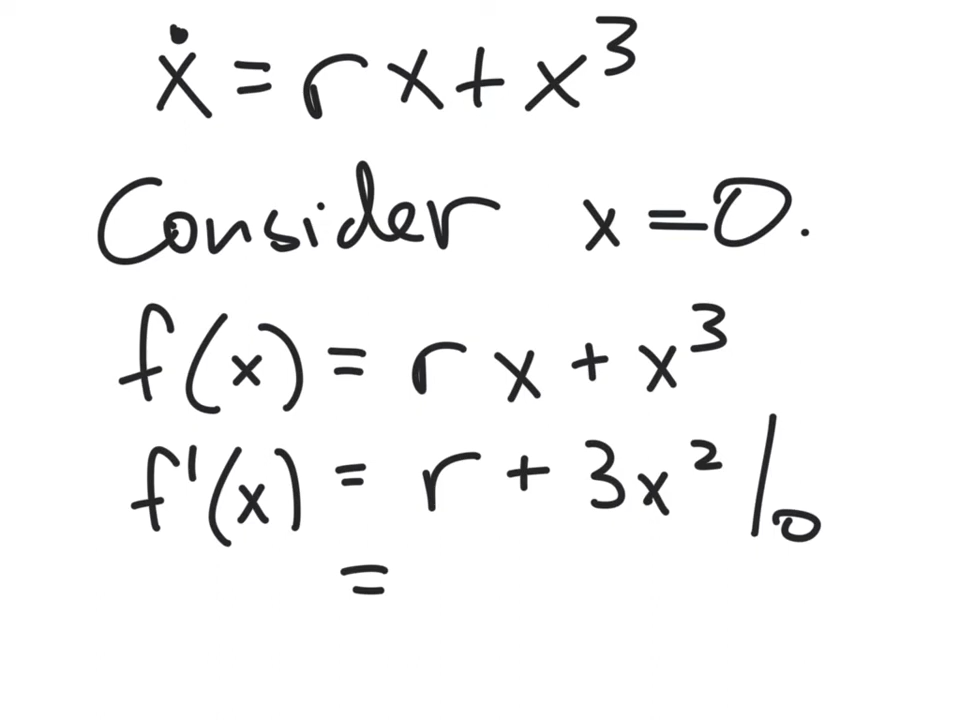 ẋ = rx + x³
Consider x = 0.
f(x) = rx + x³
f'(x) = r + 3x² |₀
=